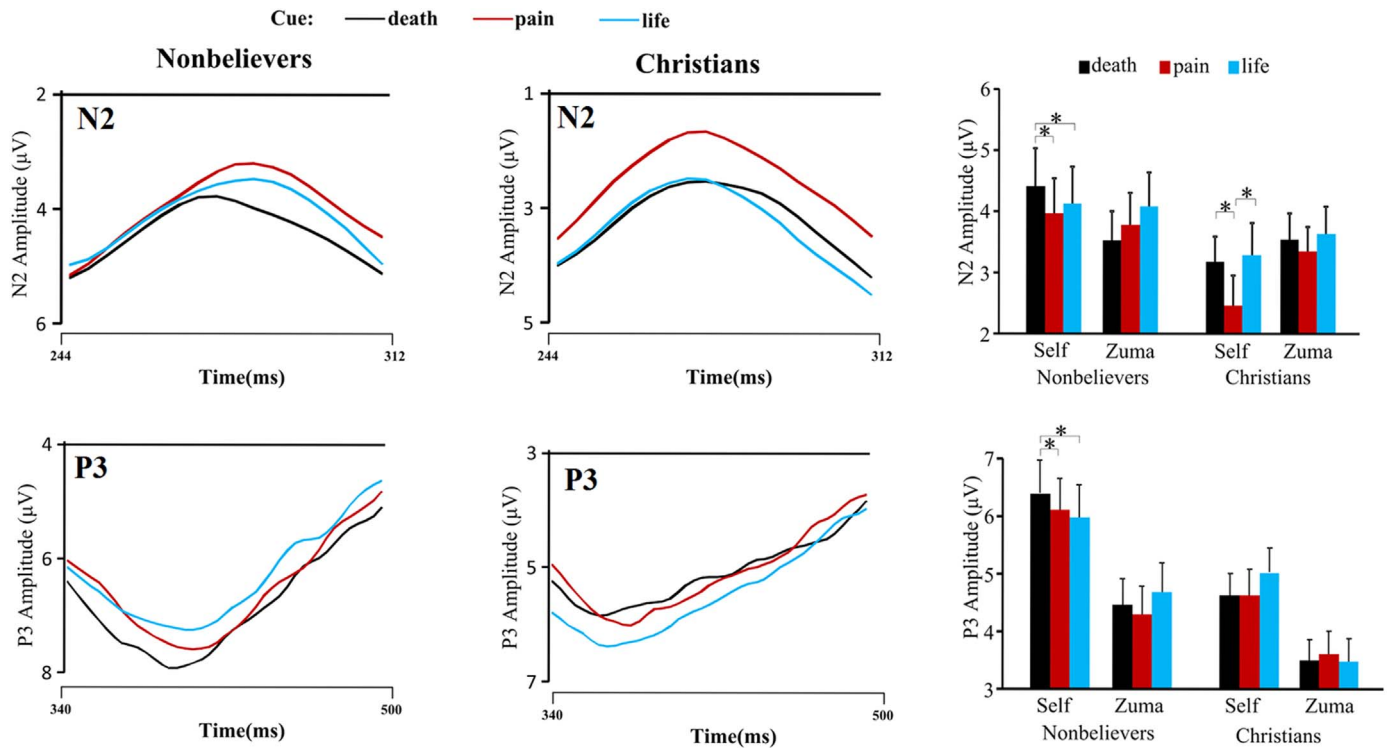 Cue: death pain life
Nonbelievers
Christians
N2
N2 Amplitude (μV)
2
4
6
244
312
Time(ms)
N2
N2 Amplitude (μV)
1
3
5
244
312
Time(ms)
death pain life
N2 Amplitude (μV)
6
5
4
3
2
* *
* *
Self Zuma Self Zuma
Nonbelievers Christians
P3
P3 Amplitude (μV)
4
6
8
340
500
Time(ms)
P3
P3 Amplitude (μV)
3
5
7
340
500
Time(ms)
P3 Amplitude (μV)
7
6
5
4
3
*
*
Self Zuma Self Zuma
Nonbelievers Christians